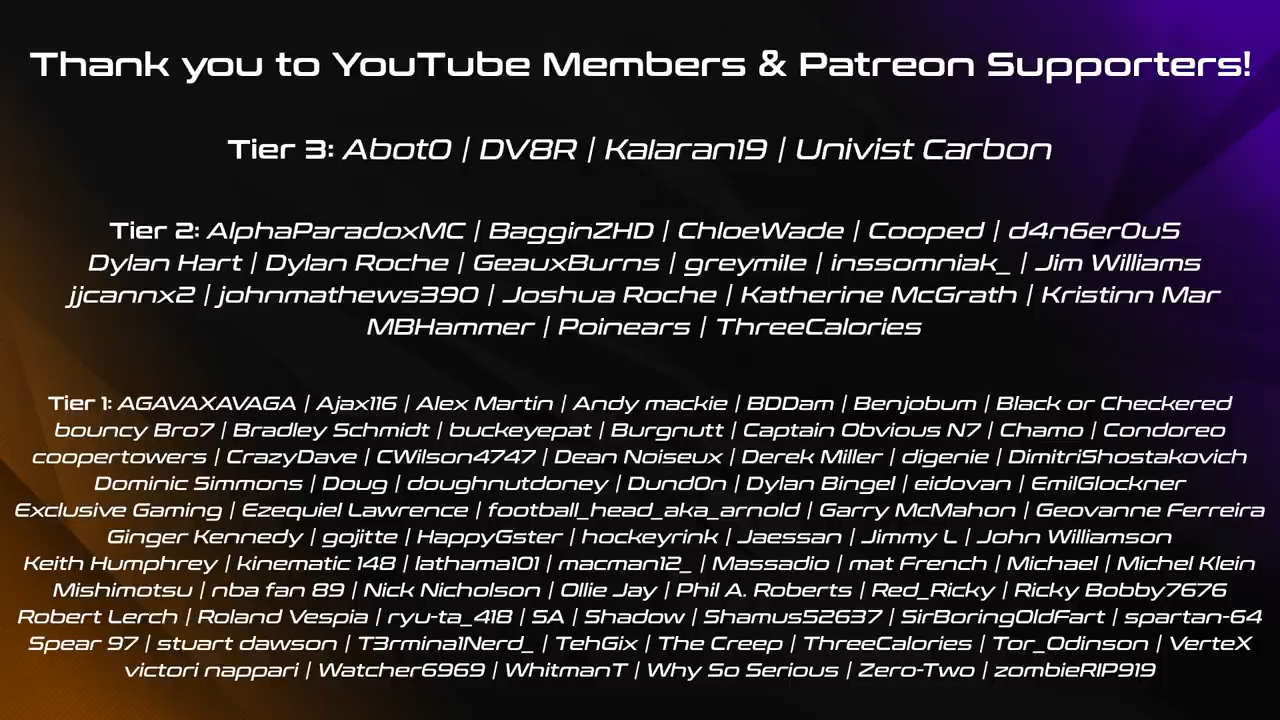 Thank you to YouTube Members & Patreon Supporters!
Tier 3: Abot0 | DV8R | Kalaran19 | Univist Carbon
Tier 2: AlphaParadoxMC | BagginZHD | ChloeWade | Cooped | d4n6er0u5
Dylan Hart | Dylan Roche | GeauxBurns | greymile | inssomniak_ | Jim Williams
jjcannx2 | johnmathews390 | Joshua Roche | Katherine McGrath | Kristinn Mar
MBHammer | Poinears | ThreeCalories
Tier 1: AGAVAXAVAGA | Ajax116 | Alex Martin | Andy mackie | BDDam | Benjobum | Black or Checkered
bouncy Bro7 | Bradley Schmidt | buckeyepat | Burgnutt | Captain Obvious N7 | Chamo | Condoreo
coopertowers | CrazyDave | CWilson4747 | Dean Noiseux | Derek Miller | digenie | DimitriShostakovich
Dominic Simmons | Doug | doughnutdoney | Dund0n | Dylan Bingel | eidovan | EmilGlockner
Exclusive Gaming | Ezequiel Lawrence | football_head_aka_arnold | Garry McMahon | Geovanne Ferreira
Ginger Kennedy | gojitte | HappyGster | hockeyrink | Jaessan | Jimmy L | John Williamson
Keith Humphrey | kinematic 148 | lathama101 | macman12_ | Massadio | mat French | Michael | Michel Klein
Mishimotsu | nba fan 89 | Nick Nicholson | Ollie Jay | Phil A. Roberts | Red_Ricky | Ricky Bobby7676
Robert Lerch | Roland Vespia | ryu-ta_418 | SA | Shadow | Shamus52637 | SirBoringOldFart | spartan-64
Spear 97 | stuart dawson | T3rmina1Nerd_ | TehGix | The Creep | ThreeCalories | Tor_Odinson | VerteX
victori nappari | Watcher6969 | WhitmanT | Why So Serious | Zero-Two | zombieRIP919